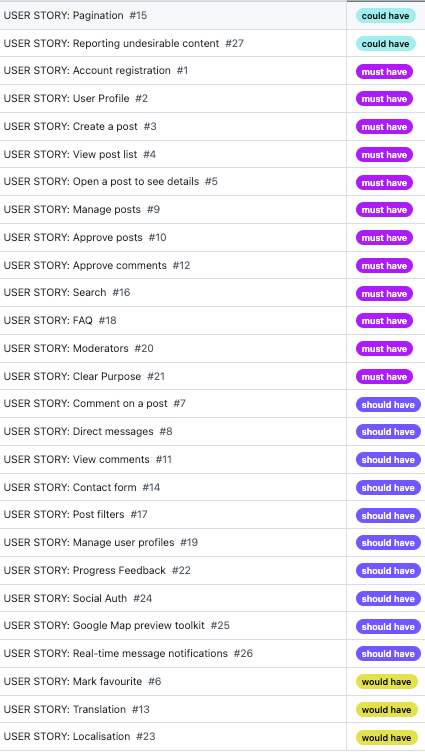 USER STORY: Pagination #15 could have
USER STORY: Reporting undesirable content #27 could have
USER STORY: Account registration #1 must have
USER STORY: User Profile #2 must have
USER STORY: Create a post #3 must have
USER STORY: View post list #4 must have
USER STORY: Open a post to see details #5 must have
USER STORY: Manage posts #9 must have
USER STORY: Approve posts #10 must have
USER STORY: Approve comments #12 must have
USER STORY: Search #16 must have
USER STORY: FAQ #18 must have
USER STORY: Moderators #20 must have
USER STORY: Clear Purpose #21 must have
USER STORY: Comment on a post #7 should have
USER STORY: Direct messages #8 should have
USER STORY: View comments #11 should have
USER STORY: Contact form #14 should have
USER STORY: Post filters #17 should have
USER STORY: Manage user profiles #19 should have
USER STORY: Progress Feedback #22 should have
USER STORY: Social Auth #24 should have
USER STORY: Google Map preview toolkit #25 should have
USER STORY: Real-time message notifications #26 should have
USER STORY: Mark favourite #6 would have
USER STORY: Translation #13 would have
USER STORY: Localisation #23 would have